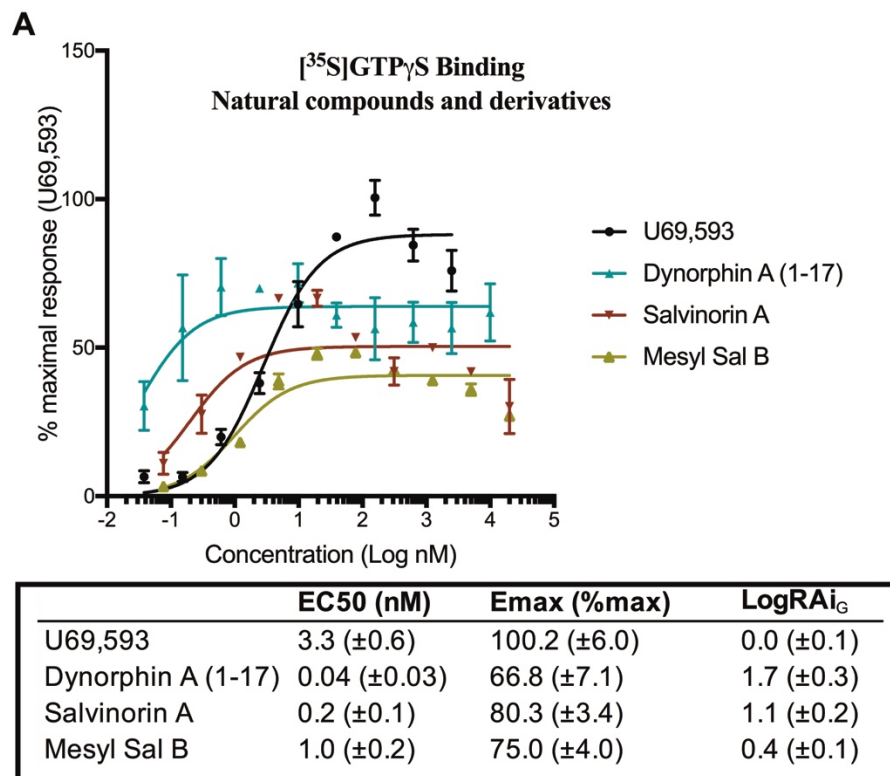 A
[³⁵S]GTPγS Binding
Natural compounds and derivatives
150
100
50
0
% maximal response (U69,593)
-2 -1 0 1 2 3 4 5
Concentration (Log nM)
U69,593
Dynorphin A (1-17)
Salvinorin A
Mesyl Sal B
EC50 (nM) Emax (%max) LogRAi_G
U69,593 3.3 (±0.6) 100.2 (±6.0) 0.0 (±0.1)
Dynorphin A (1-17) 0.04 (±0.03) 66.8 (±7.1) 1.7 (±0.3)
Salvinorin A 0.2 (±0.1) 80.3 (±3.4) 1.1 (±0.2)
Mesyl Sal B 1.0 (±0.2) 75.0 (±4.0) 0.4 (±0.1)